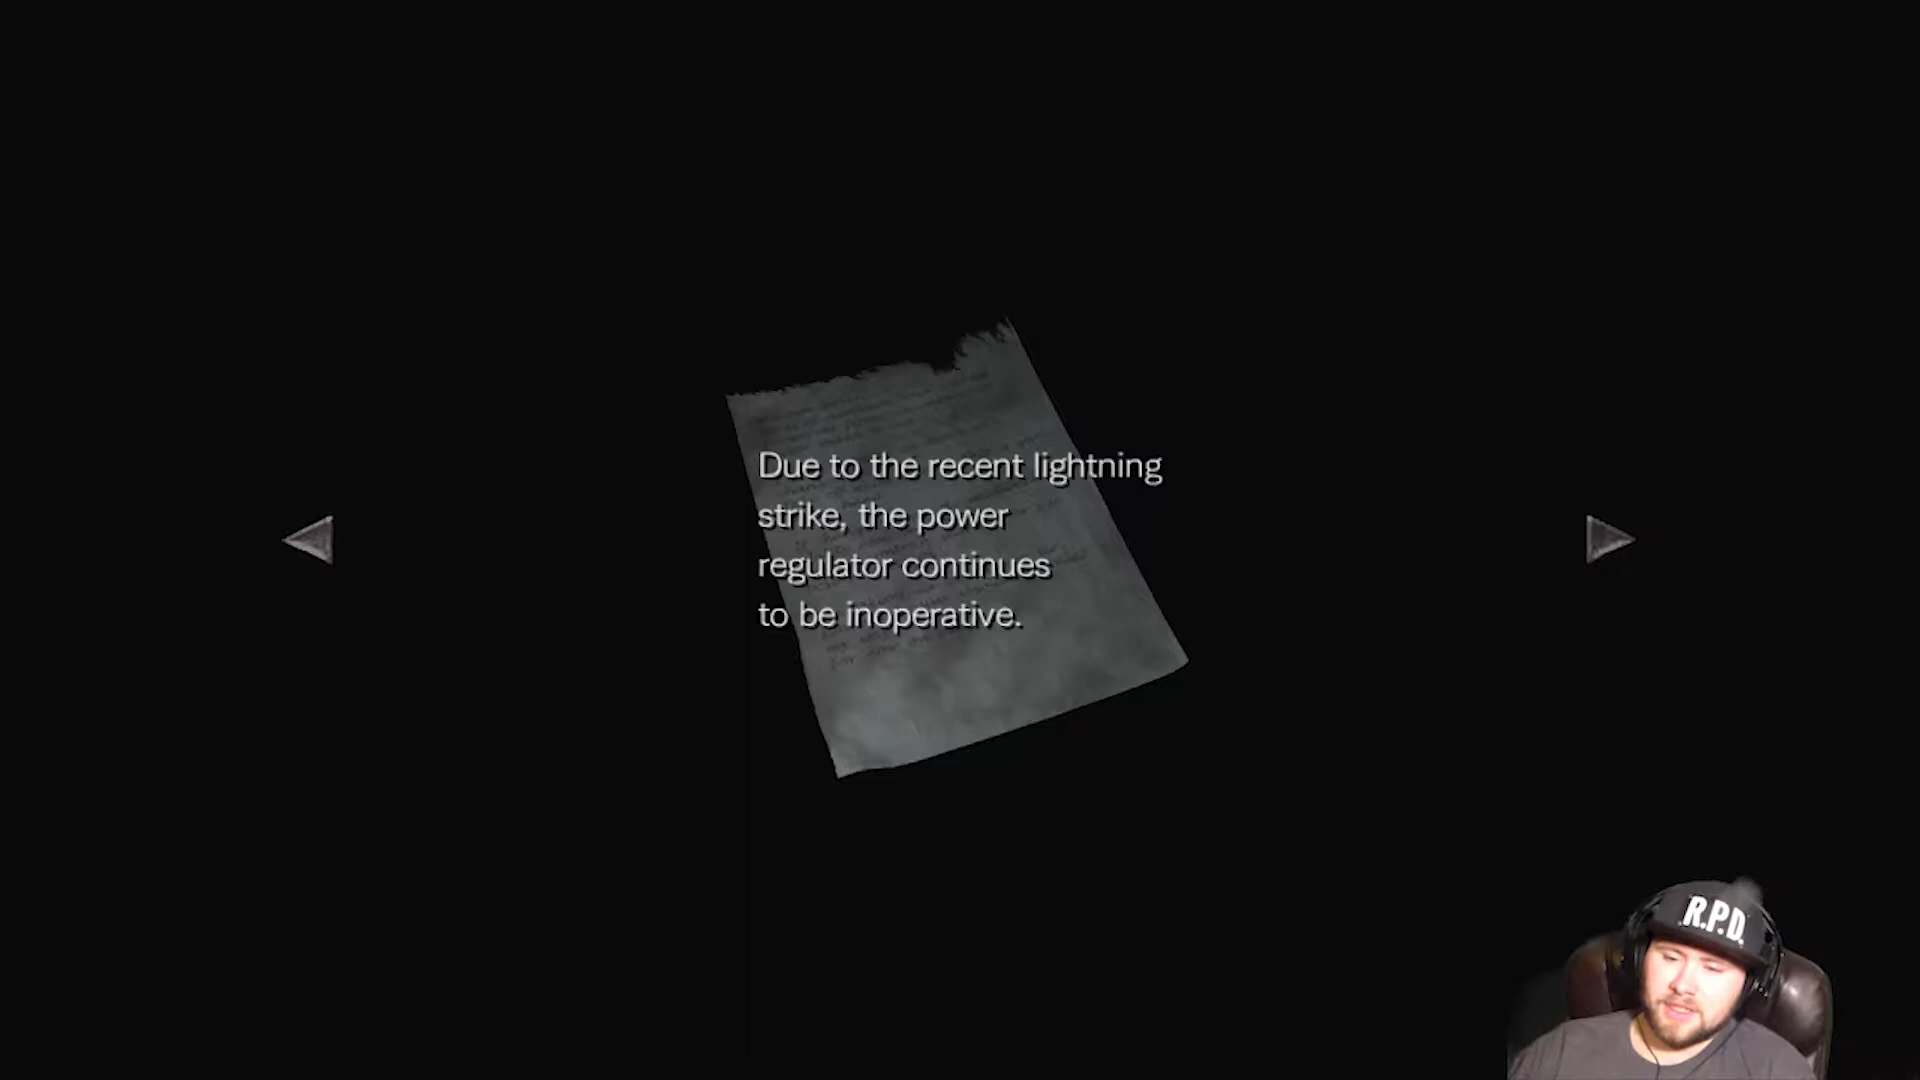 Due to the recent lightning
strike, the power
regulator continues
to be inoperative.
R.P.D.